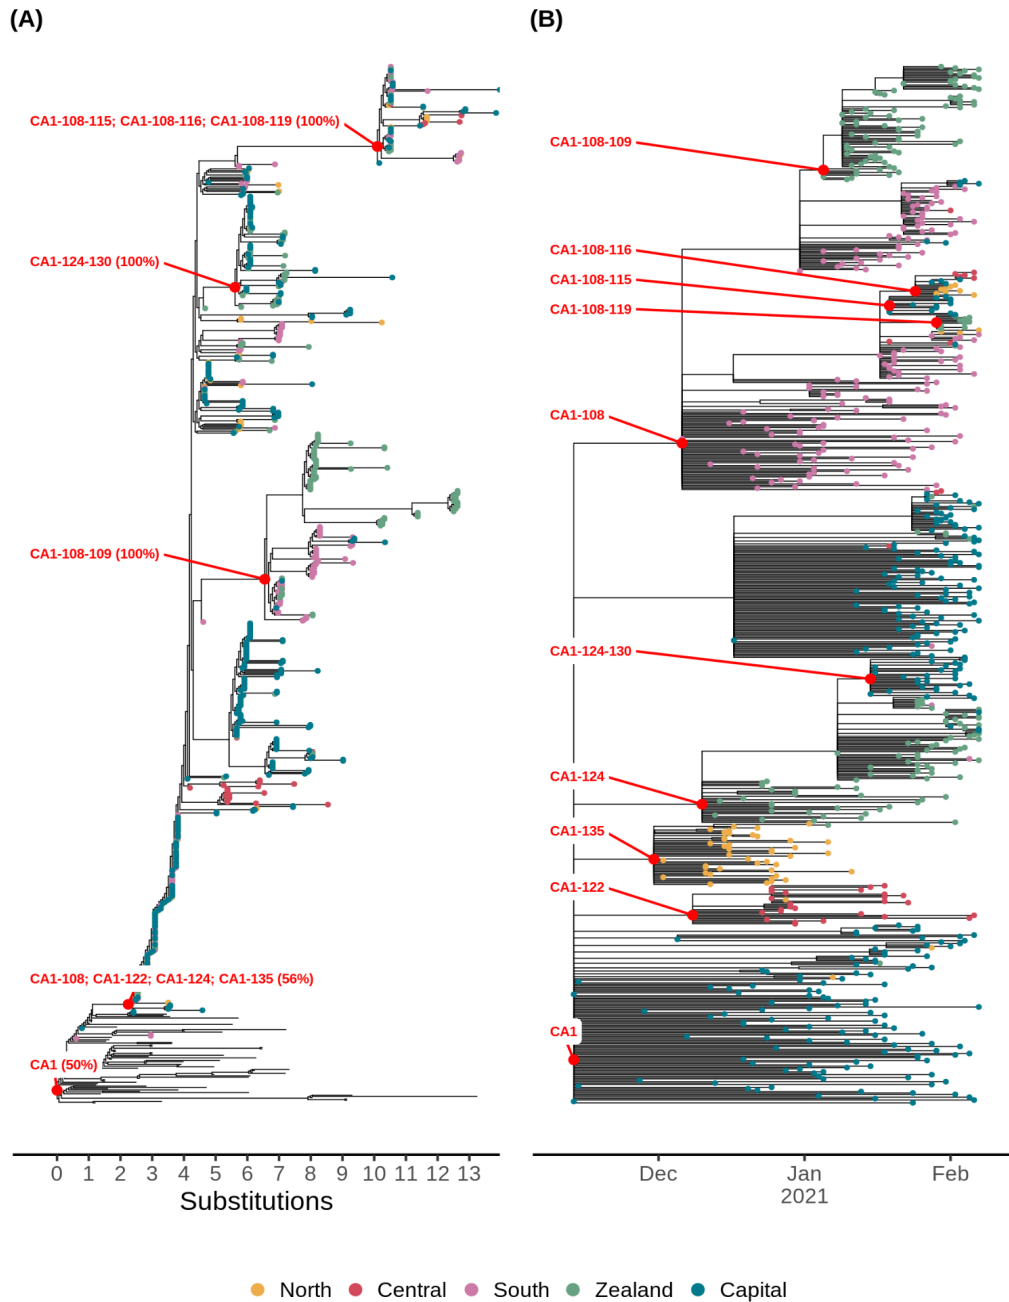 (A)
CA1-108-115; CA1-108-116; CA1-108-119 (100%)
CA1-124-130 (100%)
CA1-108-109 (100%)
CA1-108; CA1-122; CA1-124; CA1-135 (56%)
CA1 (50%)
0 1 2 3 4 5 6 7 8 9 10 11 12 13
Substitutions
(B)
CA1-108-109
CA1-108-116
CA1-108-115
CA1-108-119
CA1-108
CA1-124-130
CA1-124
CA1-135
CA1-122
CA1
Dec Jan Feb
2021
North Central South Zealand Capital